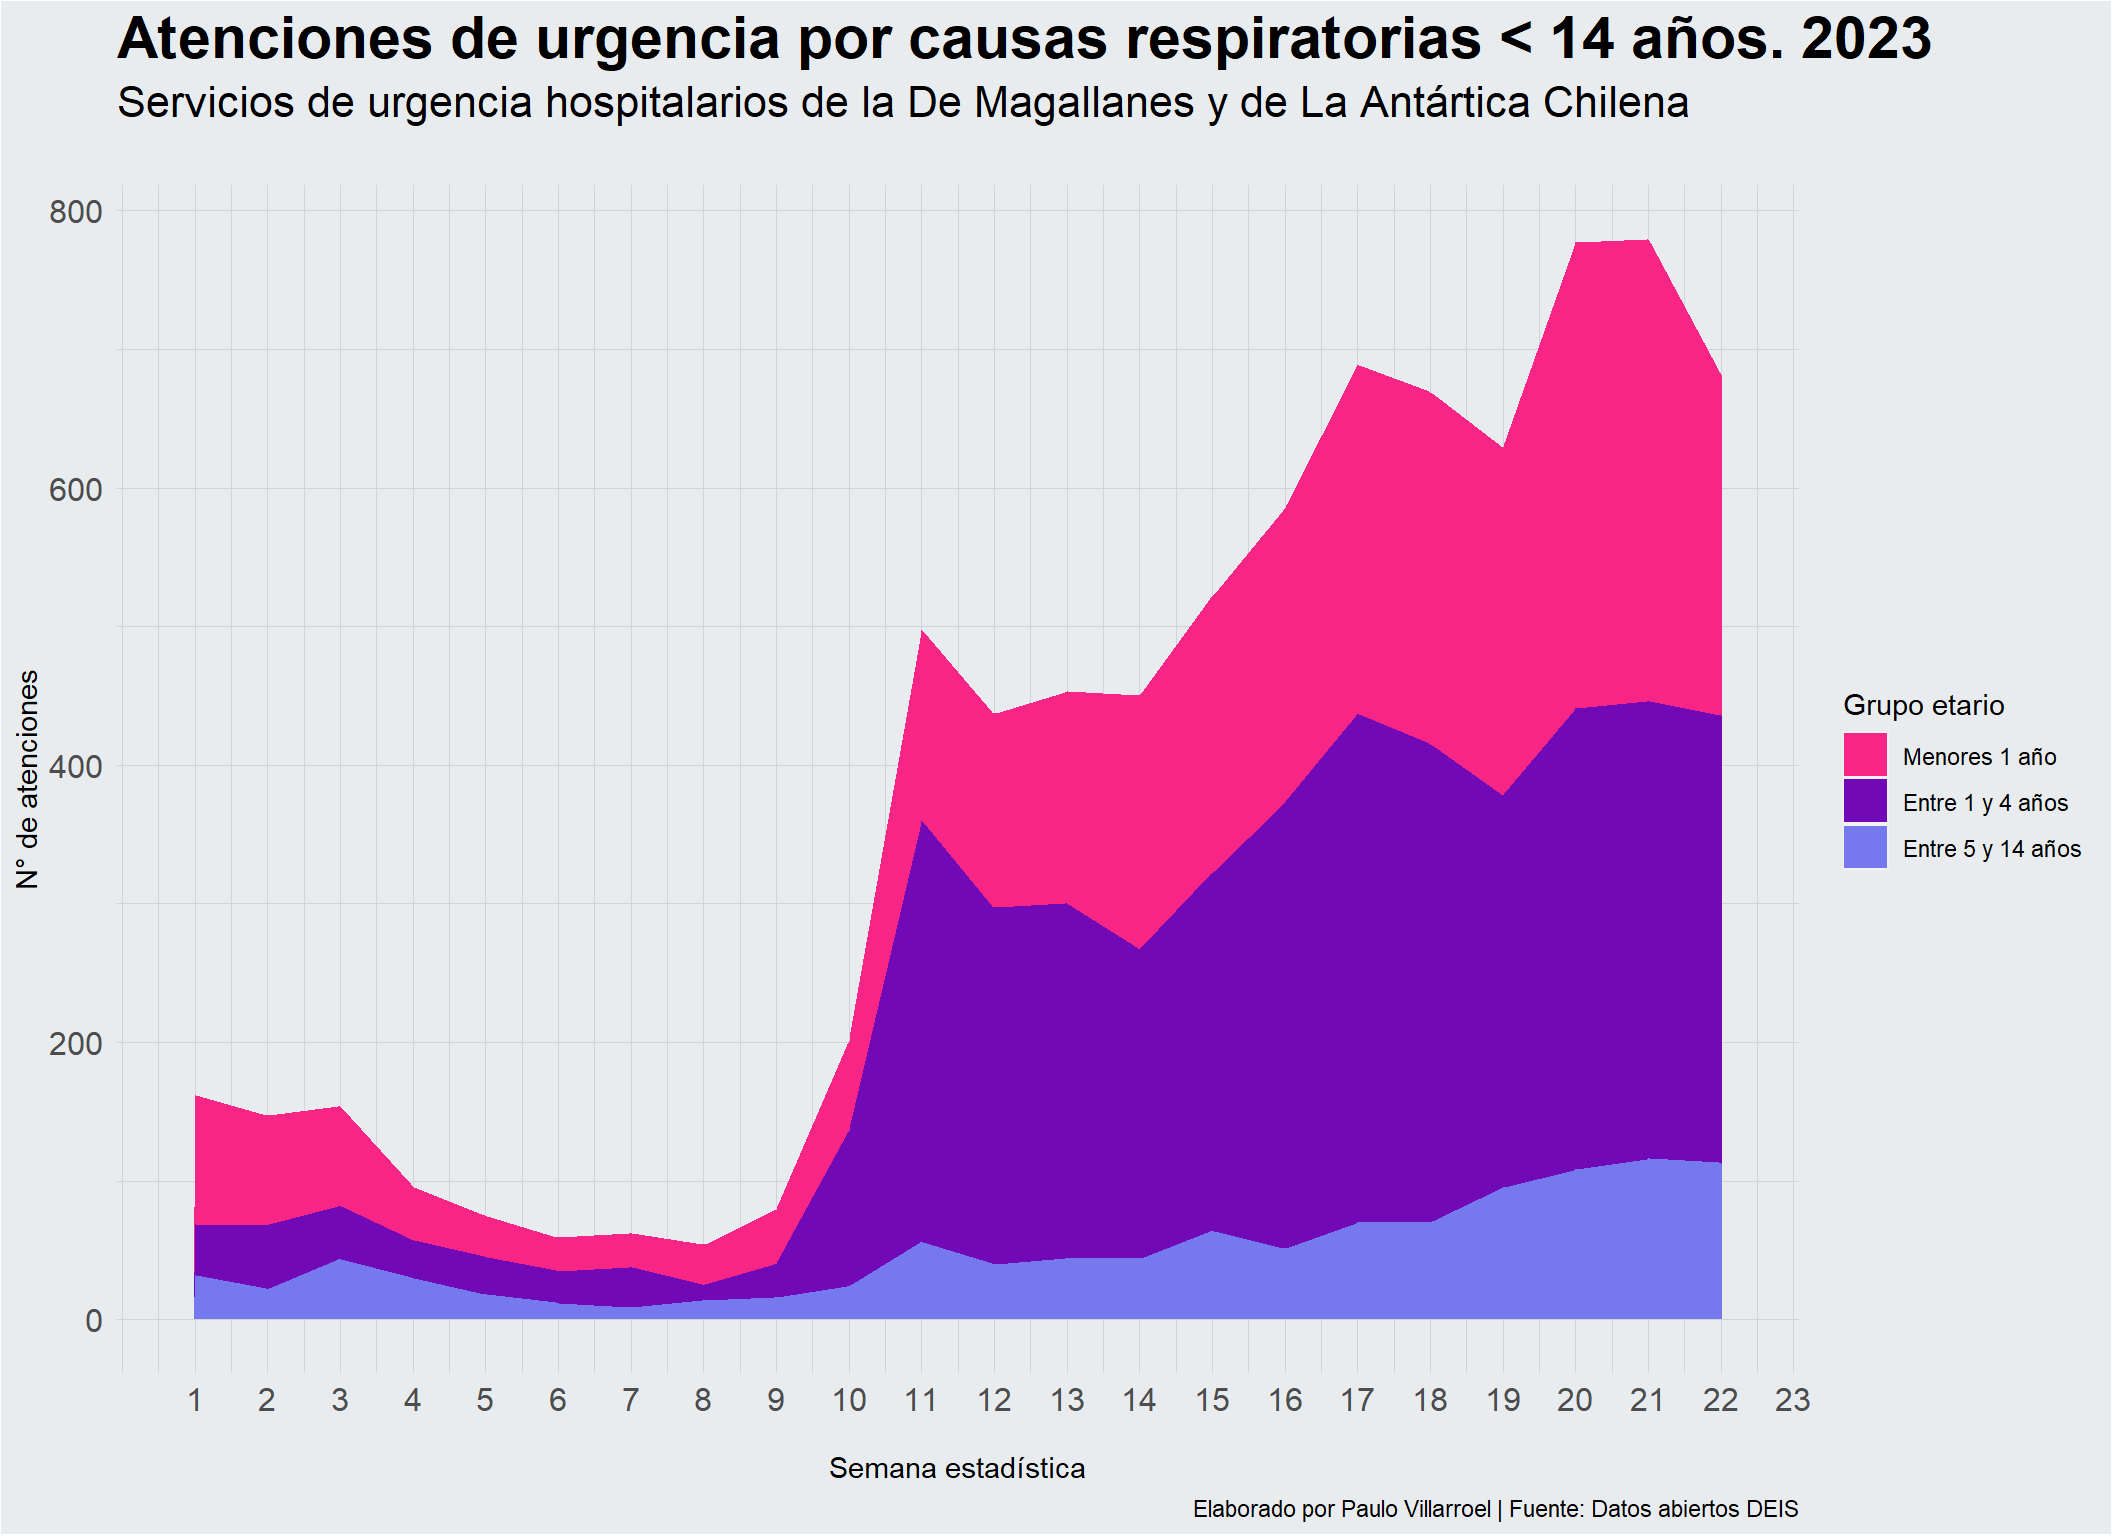 Atenciones de urgencia por causas respiratorias < 14 años. 2023
Servicios de urgencia hospitalarios de la De Magallanes y de La Antártica Chilena
800
600
400
200
0
N° de atenciones
1 2 3 4 5 6 7 8 9 10 11 12 13 14 15 16 17 18 19 20 21 22 23
Semana estadística
Grupo etario
Menores 1 año
Entre 1 y 4 años
Entre 5 y 14 años
Elaborado por Paulo Villarroel | Fuente: Datos abiertos DEIS